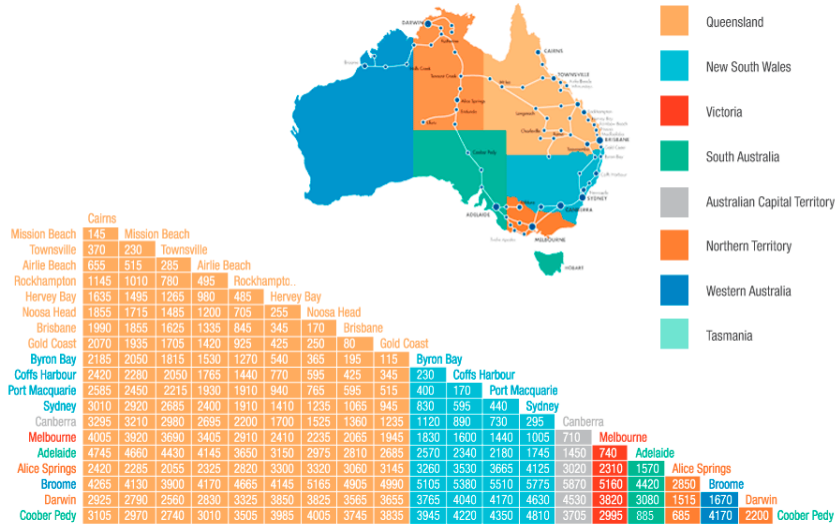 DARWIN
CAIRNS
TOWNSVILLE
Tennant Creek
Alice Springs
Longreach
Charleville
BRISBANE
Coober Pedy
Byron Bay
Coffs Harbour
SYDNEY
ADELAIDE
CANBERRA
MELBOURNE
HOBART
Queensland
New South Wales
Victoria
South Australia
Australian Capital Territory
Northern Territory
Western Australia
Tasmania
Cairns
Mission Beach 145 Mission Beach
Townsville 370 230 Townsville
Airlie Beach 655 515 285 Airlie Beach
Rockhampton 1145 1010 780 495 Rockhampto..
Hervey Bay 1635 1495 1265 980 485 Hervey Bay
Noosa Head 1855 1715 1485 1200 705 255 Noosa Head
Brisbane 1990 1855 1625 1335 845 345 170 Brisbane
Gold Coast 2070 1935 1705 1420 925 425 250 80 Gold Coast
Byron Bay 2185 2050 1815 1530 1270 540 365 195 115 Byron Bay
Coffs Harbour 2420 2280 2050 1765 1440 770 595 425 345 230 Coffs Harbour
Port Macquarie 2585 2450 2215 1930 1910 940 765 595 515 400 170 Port Macquarie
Sydney 3010 2920 2685 2400 1910 1410 1235 1065 945 830 595 440 Sydney
Canberra 3295 3210 2980 2695 2200 1700 1525 1360 1235 1120 890 730 295 Canberra
Melbourne 4005 3920 3690 3405 2910 2410 2235 2065 1945 1830 1600 1440 1005 710 Melbourne
Adelaide 4745 4660 4430 4145 3650 3150 2975 2810 2685 2570 2340 2180 1745 1450 740 Adelaide
Alice Springs 2420 2285 2055 2325 2820 3300 3320 3060 3145 3260 3530 3665 4125 3020 2310 1570 Alice Springs
Broome 4265 4130 3900 4170 4665 4145 5165 4905 4990 5105 5380 5510 5775 5870 5160 4420 2850 Broome
Darwin 2925 2790 2560 2830 3325 3850 3825 3565 3655 3765 4040 4170 4630 4530 3820 3080 1515 1670 Darwin
Coober Pedy 3105 2970 2740 3010 3505 3985 4005 3745 3835 3945 4220 4350 4810 3705 2995 885 685 4170 2200 Coober Pedy